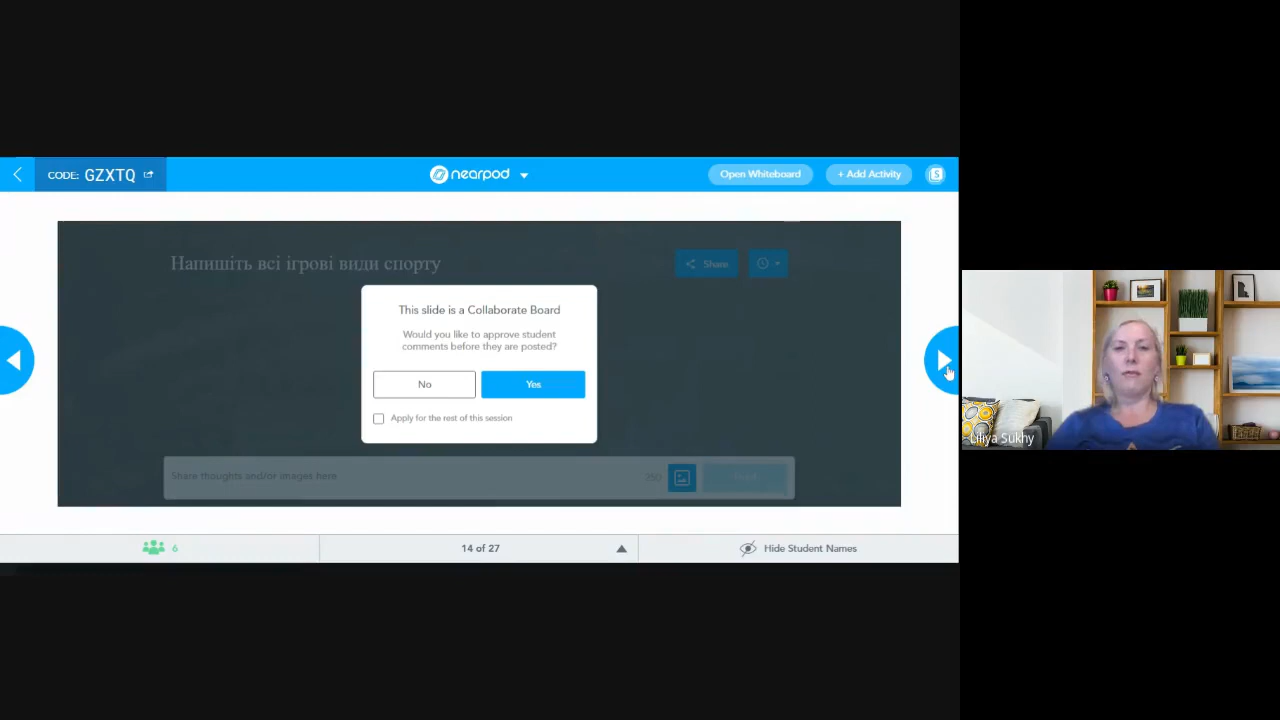 CODE: GZXTQ
nearpod
Open Whiteboard
+ Add Activity
S
Напишіть всі ігрові види спорту
Share
This slide is a Collaborate Board
Would you like to approve student
comments before they are posted?
No
Yes
Apply for the rest of this session
Share thoughts and/or images here
250
6
14 of 27
Hide Student Names
Liliya Sukhy